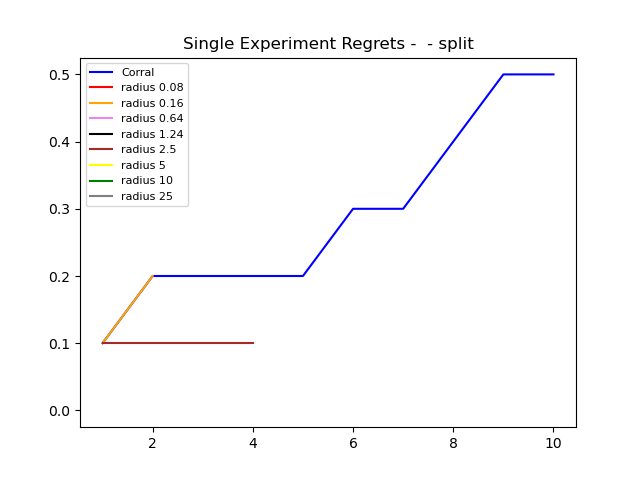 Single Experiment Regrets -  - split
Corral
radius 0.08
radius 0.16
radius 0.64
radius 1.24
radius 2.5
radius 5
radius 10
radius 25
0.5
0.4
0.3
0.2
0.1
0.0
2 4 6 8 10